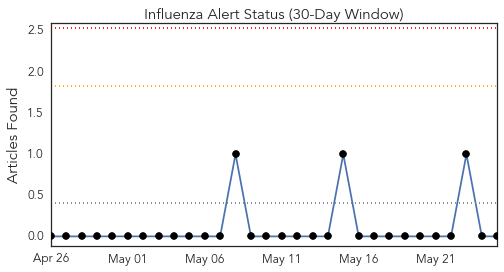 Influenza Alert Status (30-Day Window)
Articles Found
2.5
2.0
1.5
1.0
0.5
0.0
Apr 26 May 01 May 06 May 11 May 16 May 21